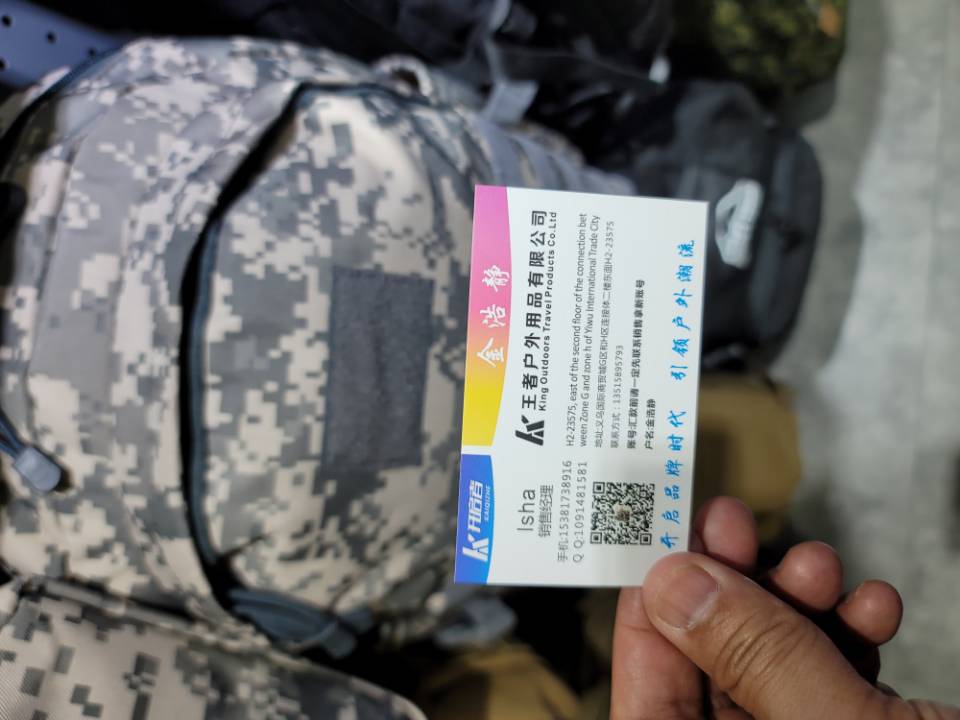 开启者
KAIQIZHE
金浩静
Isha
销售经理
手机:15381738916
Q Q:1091481581
王者户外用品有限公司
King Outdoors Travel Products Co.Ltd
H2-23575, east of the second floor of the connection bet
ween Zone G and zone h of Yiwu International Trade City
地址:义乌国际商贸城G区和H区连接体二楼东面H2-23575
联系方式：13515895793
账号:汇款前请一定先联系销售拿新账号
户名:金浩静
开启品牌时代 引领户外潮流